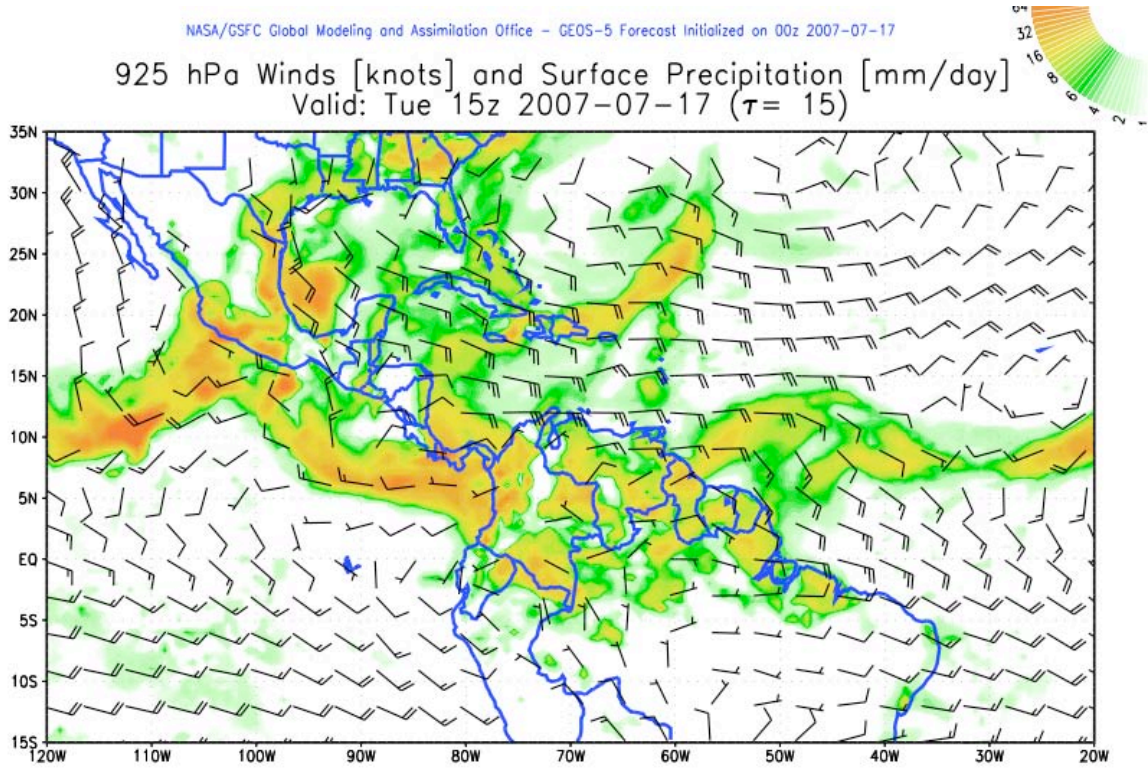 NASA/GSFC Global Modeling and Assimilation Office - GEOS-5 Forecast Initialized on 00z 2007-07-17
64
32
16
8
6
4
2
1
925 hPa Winds [knots] and Surface Precipitation [mm/day]
Valid: Tue 15z 2007-07-17 (τ= 15)
35N
30N
25N
20N
15N
10N
5N
EQ
5S
10S
15S
120W 110W 100W 90W 80W 70W 60W 50W 40W 30W 20W